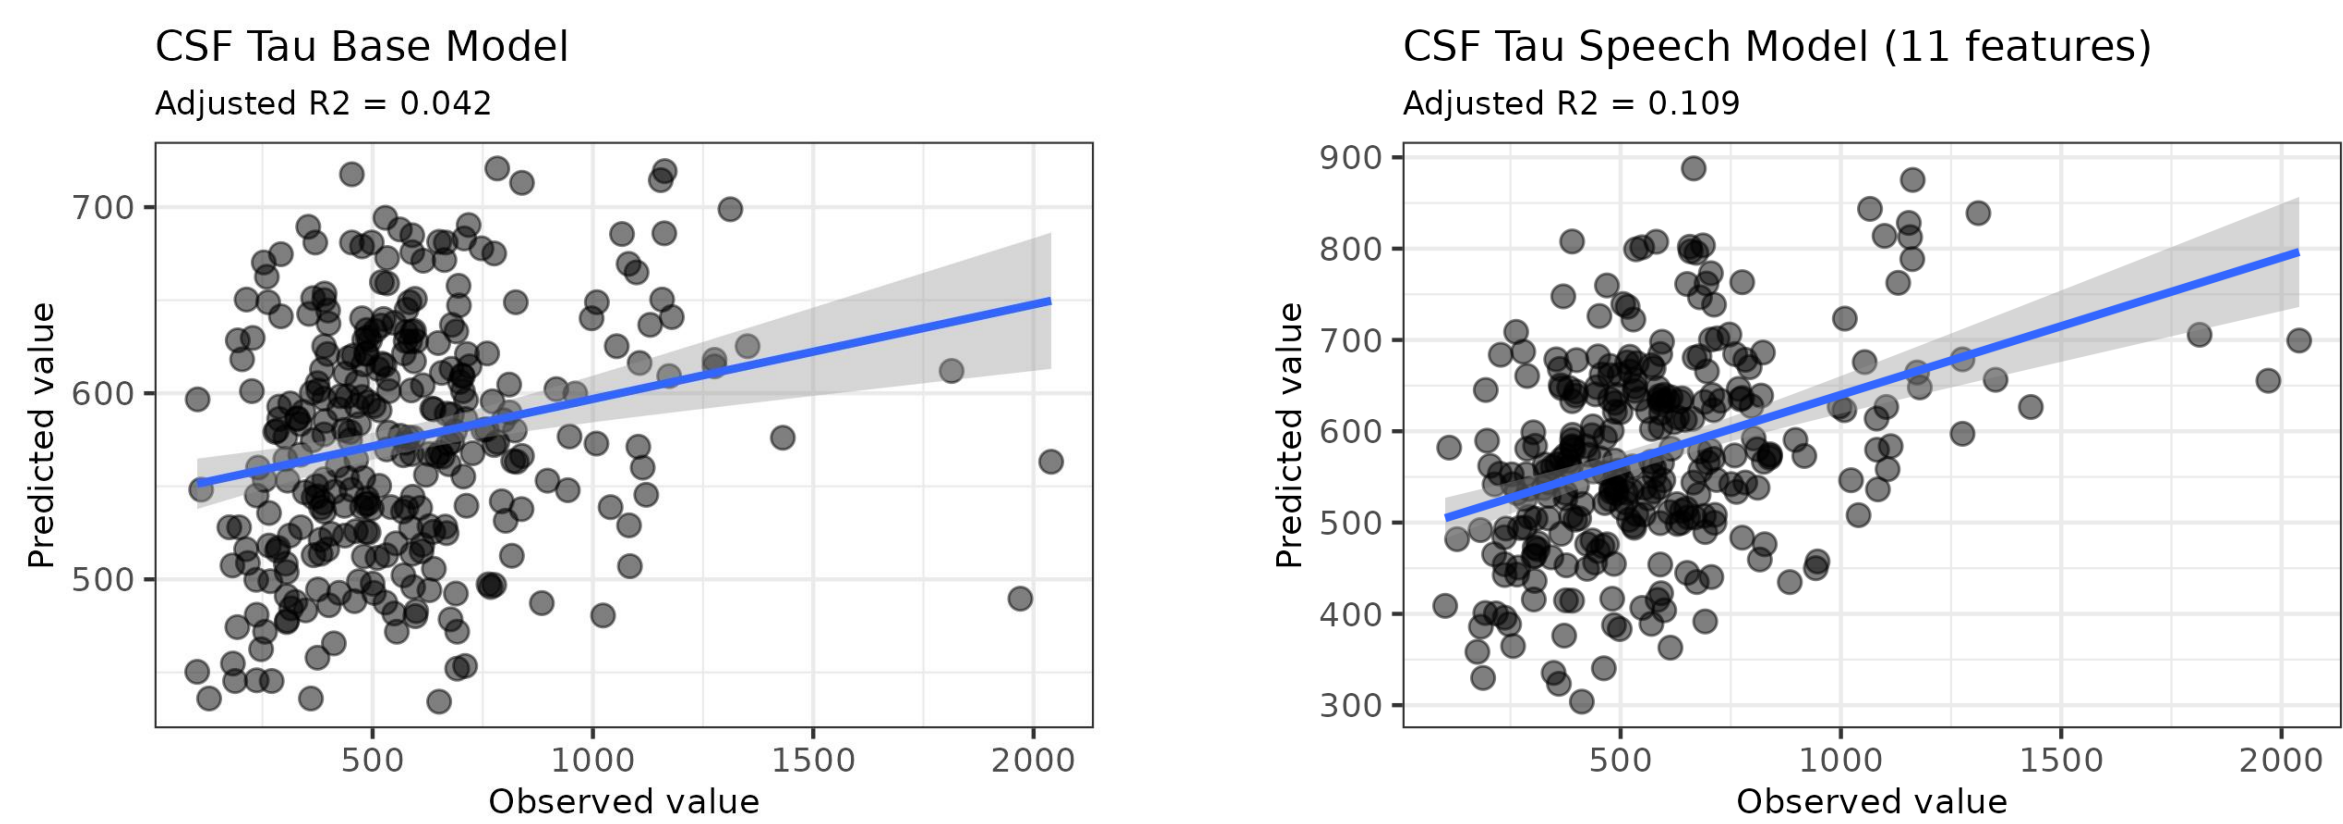 CSF Tau Base Model
Adjusted R2 = 0.042
700
600
500
Predicted value
500 1000 1500 2000
Observed value
CSF Tau Speech Model (11 features)
Adjusted R2 = 0.109
900
800
700
600
500
400
300
Predicted value
500 1000 1500 2000
Observed value